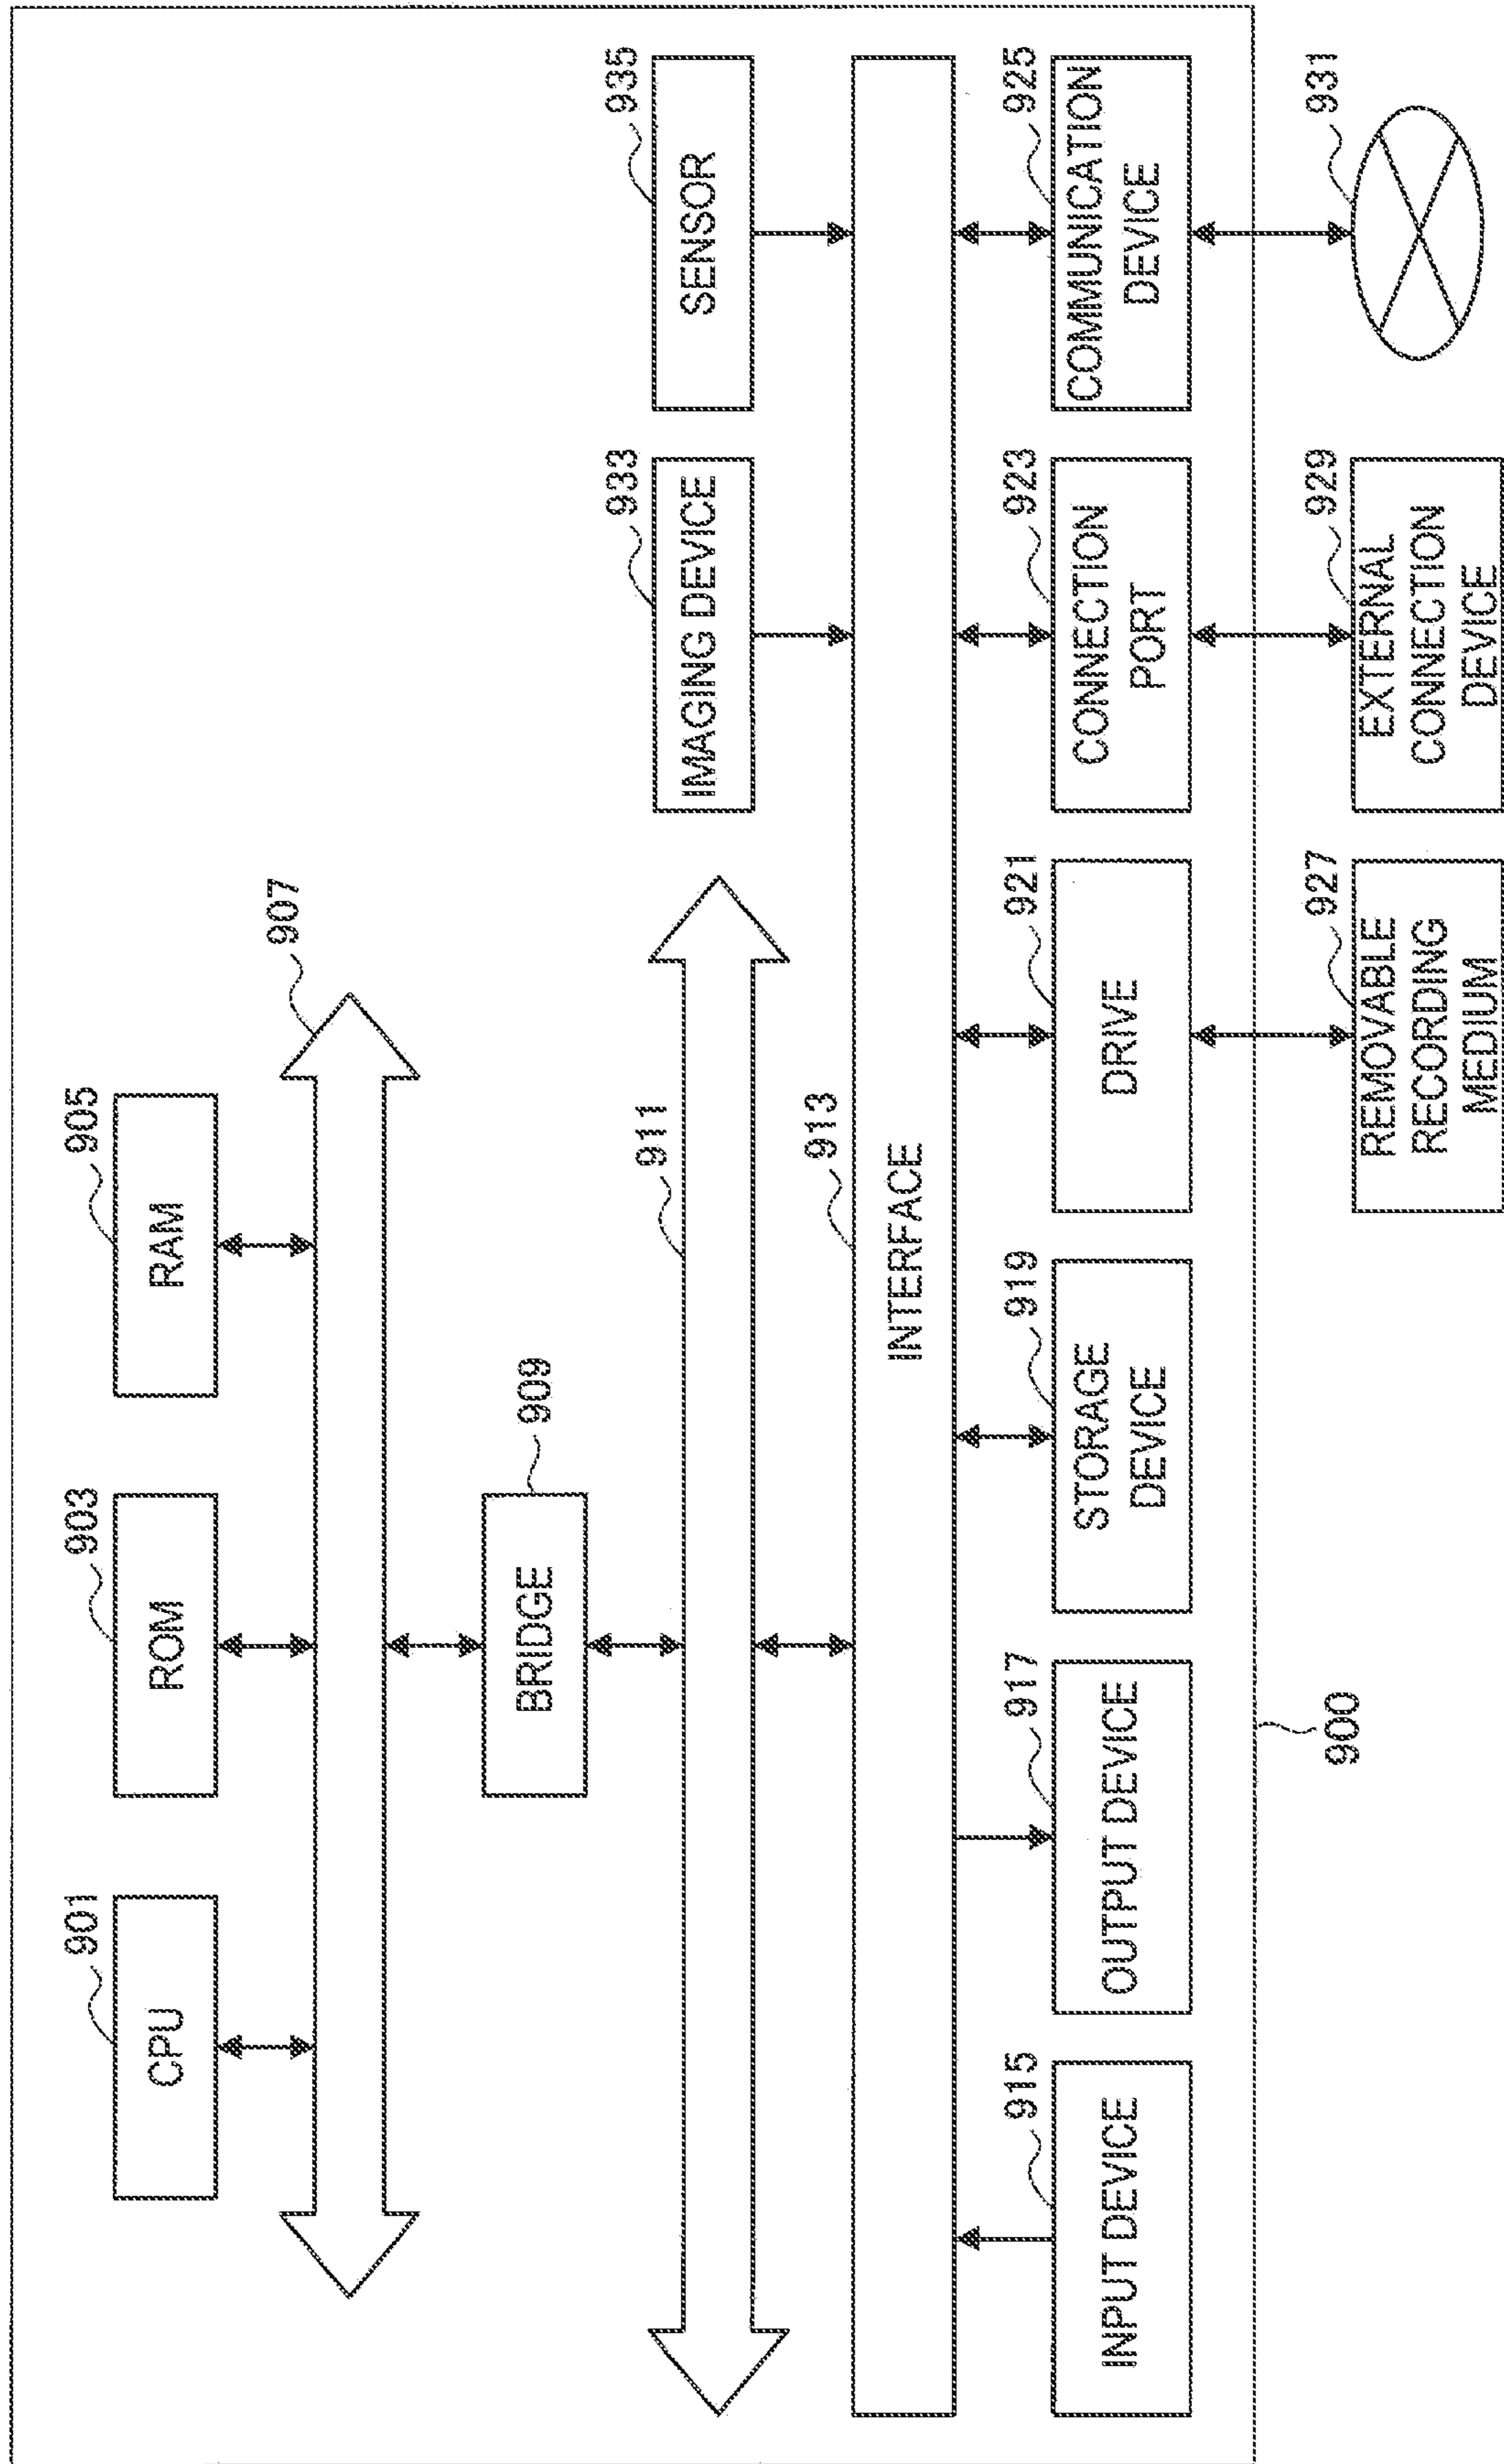 901
CPU
903
ROM
905
RAM
907
909
BRIDGE
911
933
IMAGING DEVICE
935
SENSOR
913
INTERFACE
915
INPUT DEVICE
917
OUTPUT DEVICE
919
STORAGE
DEVICE
921
DRIVE
923
CONNECTION
PORT
925
COMMUNICATION
DEVICE
900
927
REMOVABLE
RECORDING
MEDIUM
929
EXTERNAL
CONNECTION
DEVICE
931